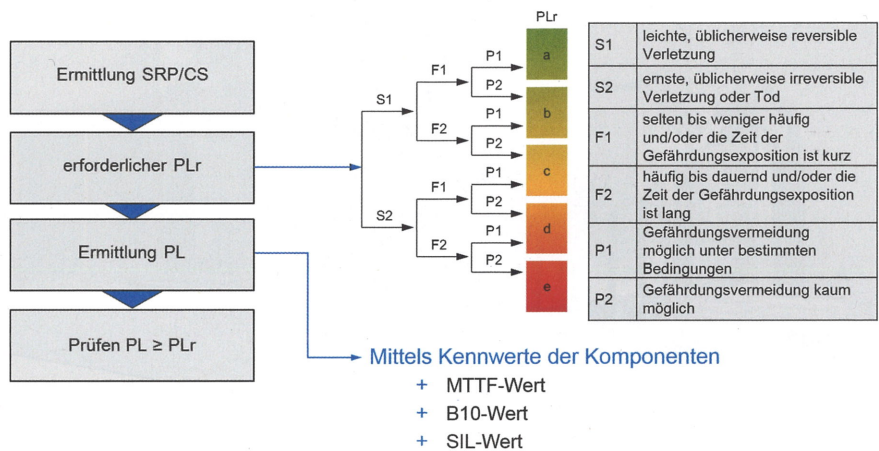 Ermittlung SRP/CS
erforderlicher PLr
Ermittlung PL
Prüfen PL ≥ PLr
PLr
S1
S2
F1
F2
F1
F2
P1
P2
P1
P2
P1
P2
P1
P2
a
b
c
d
e
S1 leichte, üblicherweise reversible
Verletzung
S2 ernste, üblicherweise irreversible
Verletzung oder Tod
F1 selten bis weniger häufig
und/oder die Zeit der
Gefährdungsexposition ist kurz
F2 häufig bis dauernd und/oder die
Zeit der Gefährdungsexposition
ist lang
P1 Gefährdungsvermeidung
möglich unter bestimmten
Bedingungen
P2 Gefährdungsvermeidung kaum
möglich
Mittels Kennwerte der Komponenten
+ MTTF-Wert
+ B10-Wert
+ SIL-Wert